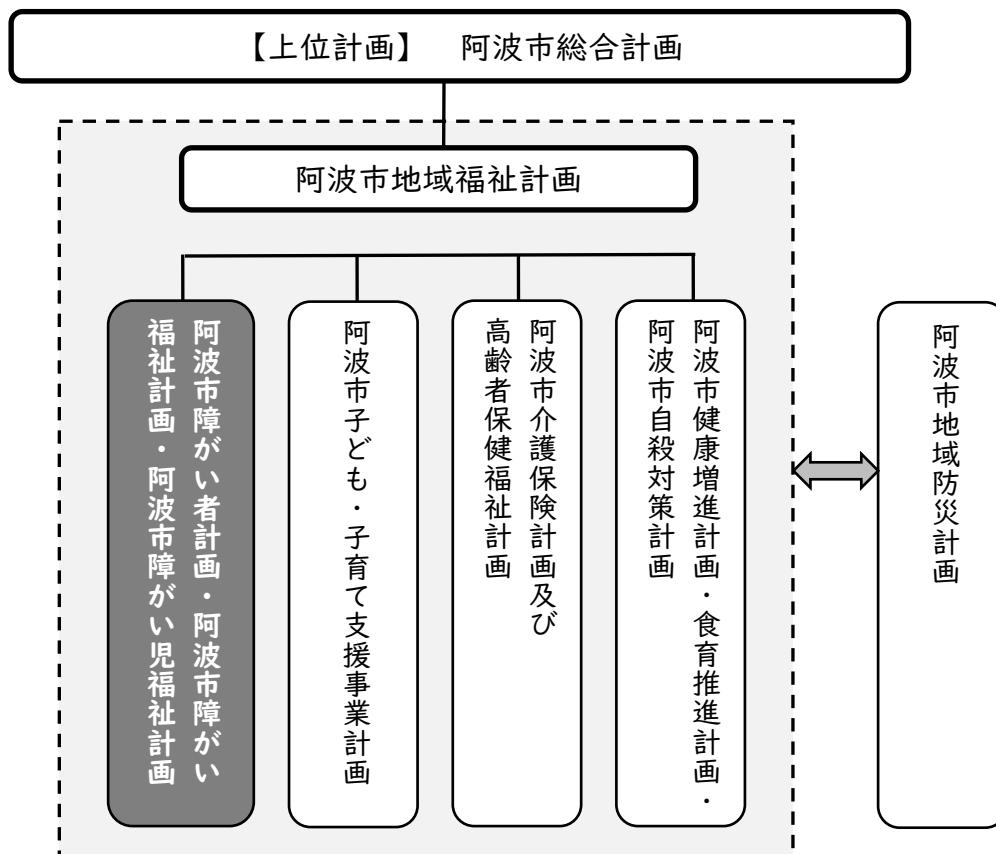 【上位計画】　阿波市総合計画
阿波市地域福祉計画
阿波市障がい者計画・阿波市障がい
福祉計画・阿波市障がい児福祉計画
阿波市子ども・子育て支援事業計画
阿波市介護保険計画及び
高齢者保健福祉計画
阿波市健康増進計画・食育推進計画・
阿波市自殺対策計画
阿波市地域防災計画